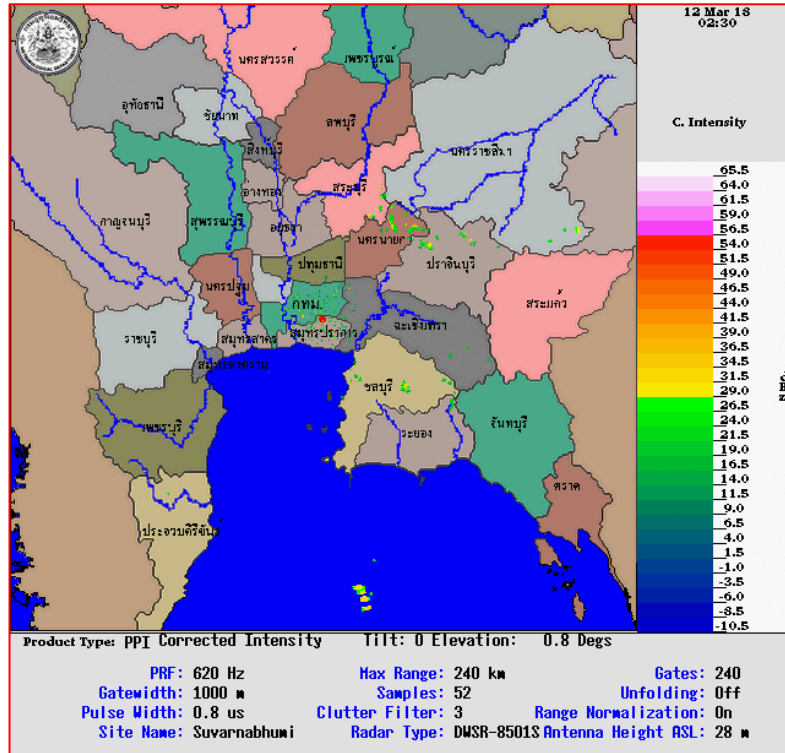 12 Mar 18
02:30
C. Intensity
นครสวรรค์
เพชรบูรณ์
อุทัยธานี
ชัยนาท
ลพบุรี
สิงห์บุรี
นครราชสีมา
อ่างทอง
สระบุรี
กาญจนบุรี
สุพรรณบุรี
อยุธยา
นครนายก
ปทุมธานี
ปราจีนบุรี
นครปฐม
กทม.
สระแก้ว
ราชบุรี
สมุทรสาคร
สมุทรปราการ
ฉะเชิงเทรา
สมุทรสงคราม
ชลบุรี
เพชรบุรี
ระยอง
จันทบุรี
ตราด
ประจวบคีรีขันธ์
65.5
64.0
61.5
59.0
56.5
54.0
51.5
49.0
46.5
44.0
41.5
39.0
36.5
34.0
31.5
29.0
26.5
24.0
21.5
19.0
16.5
14.0
11.5
9.0
6.5
4.0
1.5
-1.0
-3.5
-6.0
-8.5
-10.5
Product Type: PPI Corrected Intensity Tilt: 0 Elevation: 0.8 Degs
PRF: 620 Hz Max Range: 240 km Gates: 240
Gatewidth: 1000 m Samples: 52 Unfolding: Off
Pulse Width: 0.8 us Clutter Filter: 3 Range Normalization: On
Site Name: Suvarnabhumi Radar Type: DWSR-8501S Antenna Height ASL: 28 m